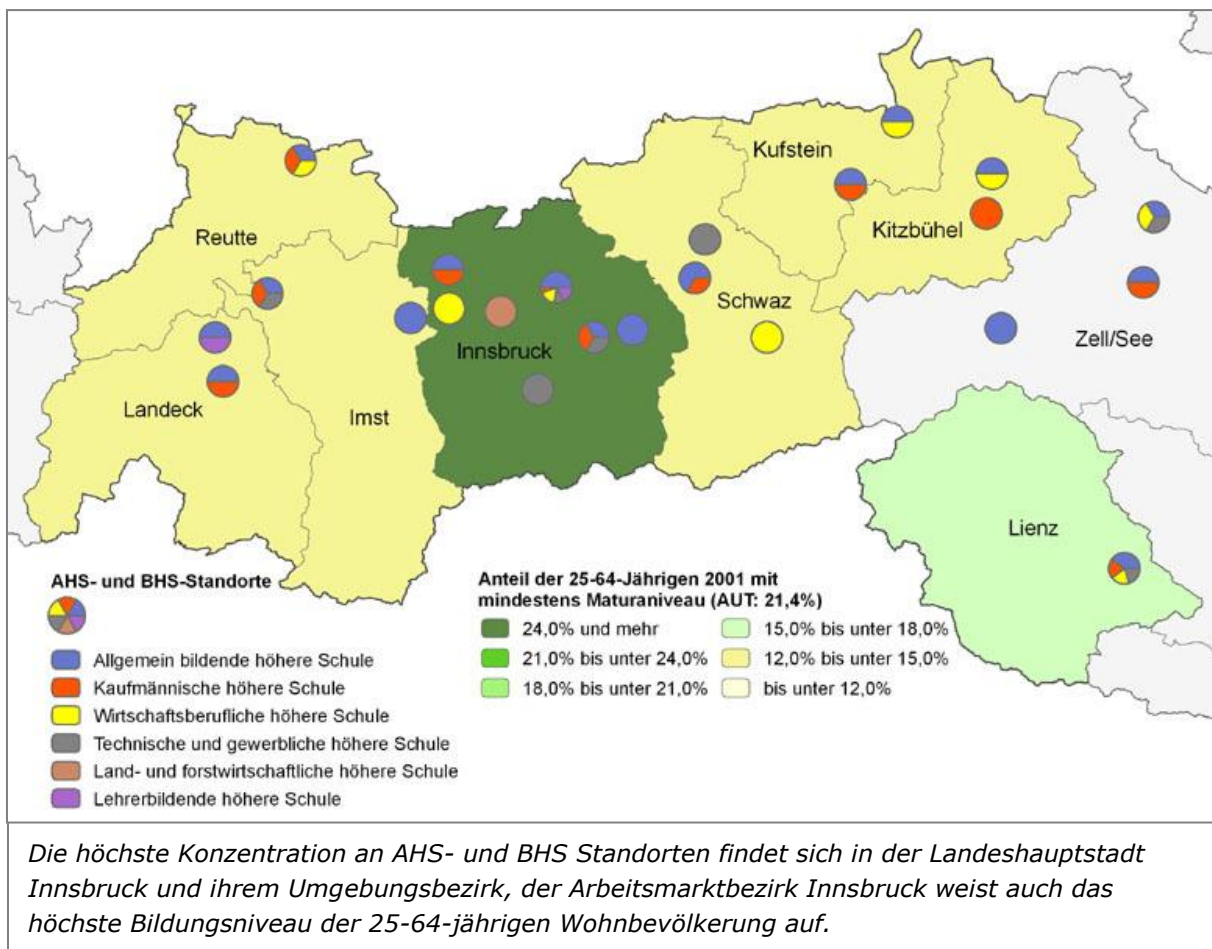 Kufstein
Reutte
Kitzbühel
Schwaz
Zell/See
Innsbruck
Landeck
Imst
Lienz
AHS- und BHS-Standorte
Allgemein bildende höhere Schule
Kaufmännische höhere Schule
Wirtschaftsberufliche höhere Schule
Technische und gewerbliche höhere Schule
Land- und forstwirtschaftliche höhere Schule
Lehrerbildende höhere Schule
Anteil der 25-64-Jährigen 2001 mit
mindestens Maturaniveau (AUT: 21,4%)
24,0% und mehr
21,0% bis unter 24,0%
18,0% bis unter 21,0%
15,0% bis unter 18,0%
12,0% bis unter 15,0%
bis unter 12,0%
Die höchste Konzentration an AHS- und BHS Standorten findet sich in der Landeshauptstadt
Innsbruck und ihrem Umgebungsbezirk, der Arbeitsmarktbezirk Innsbruck weist auch das
höchste Bildungsniveau der 25-64-jährigen Wohnbevölkerung auf.